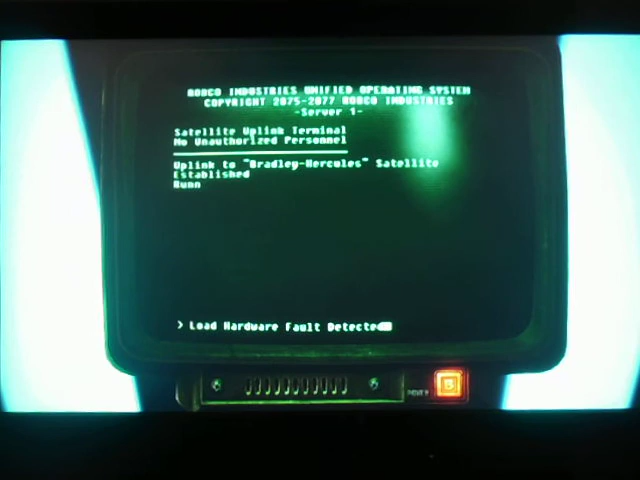 ROBCO INDUSTRIES UNIFIED OPERATING SYSTEM
COPYRIGHT 2075-2077 ROBCO INDUSTRIES
-Server 1-
Satellite Uplink Terminal
No Unauthorized Personnel
Uplink to "Bradley-Hercules" Satellite
Established
Runn
> Load Hardware Fault Detected
POWER